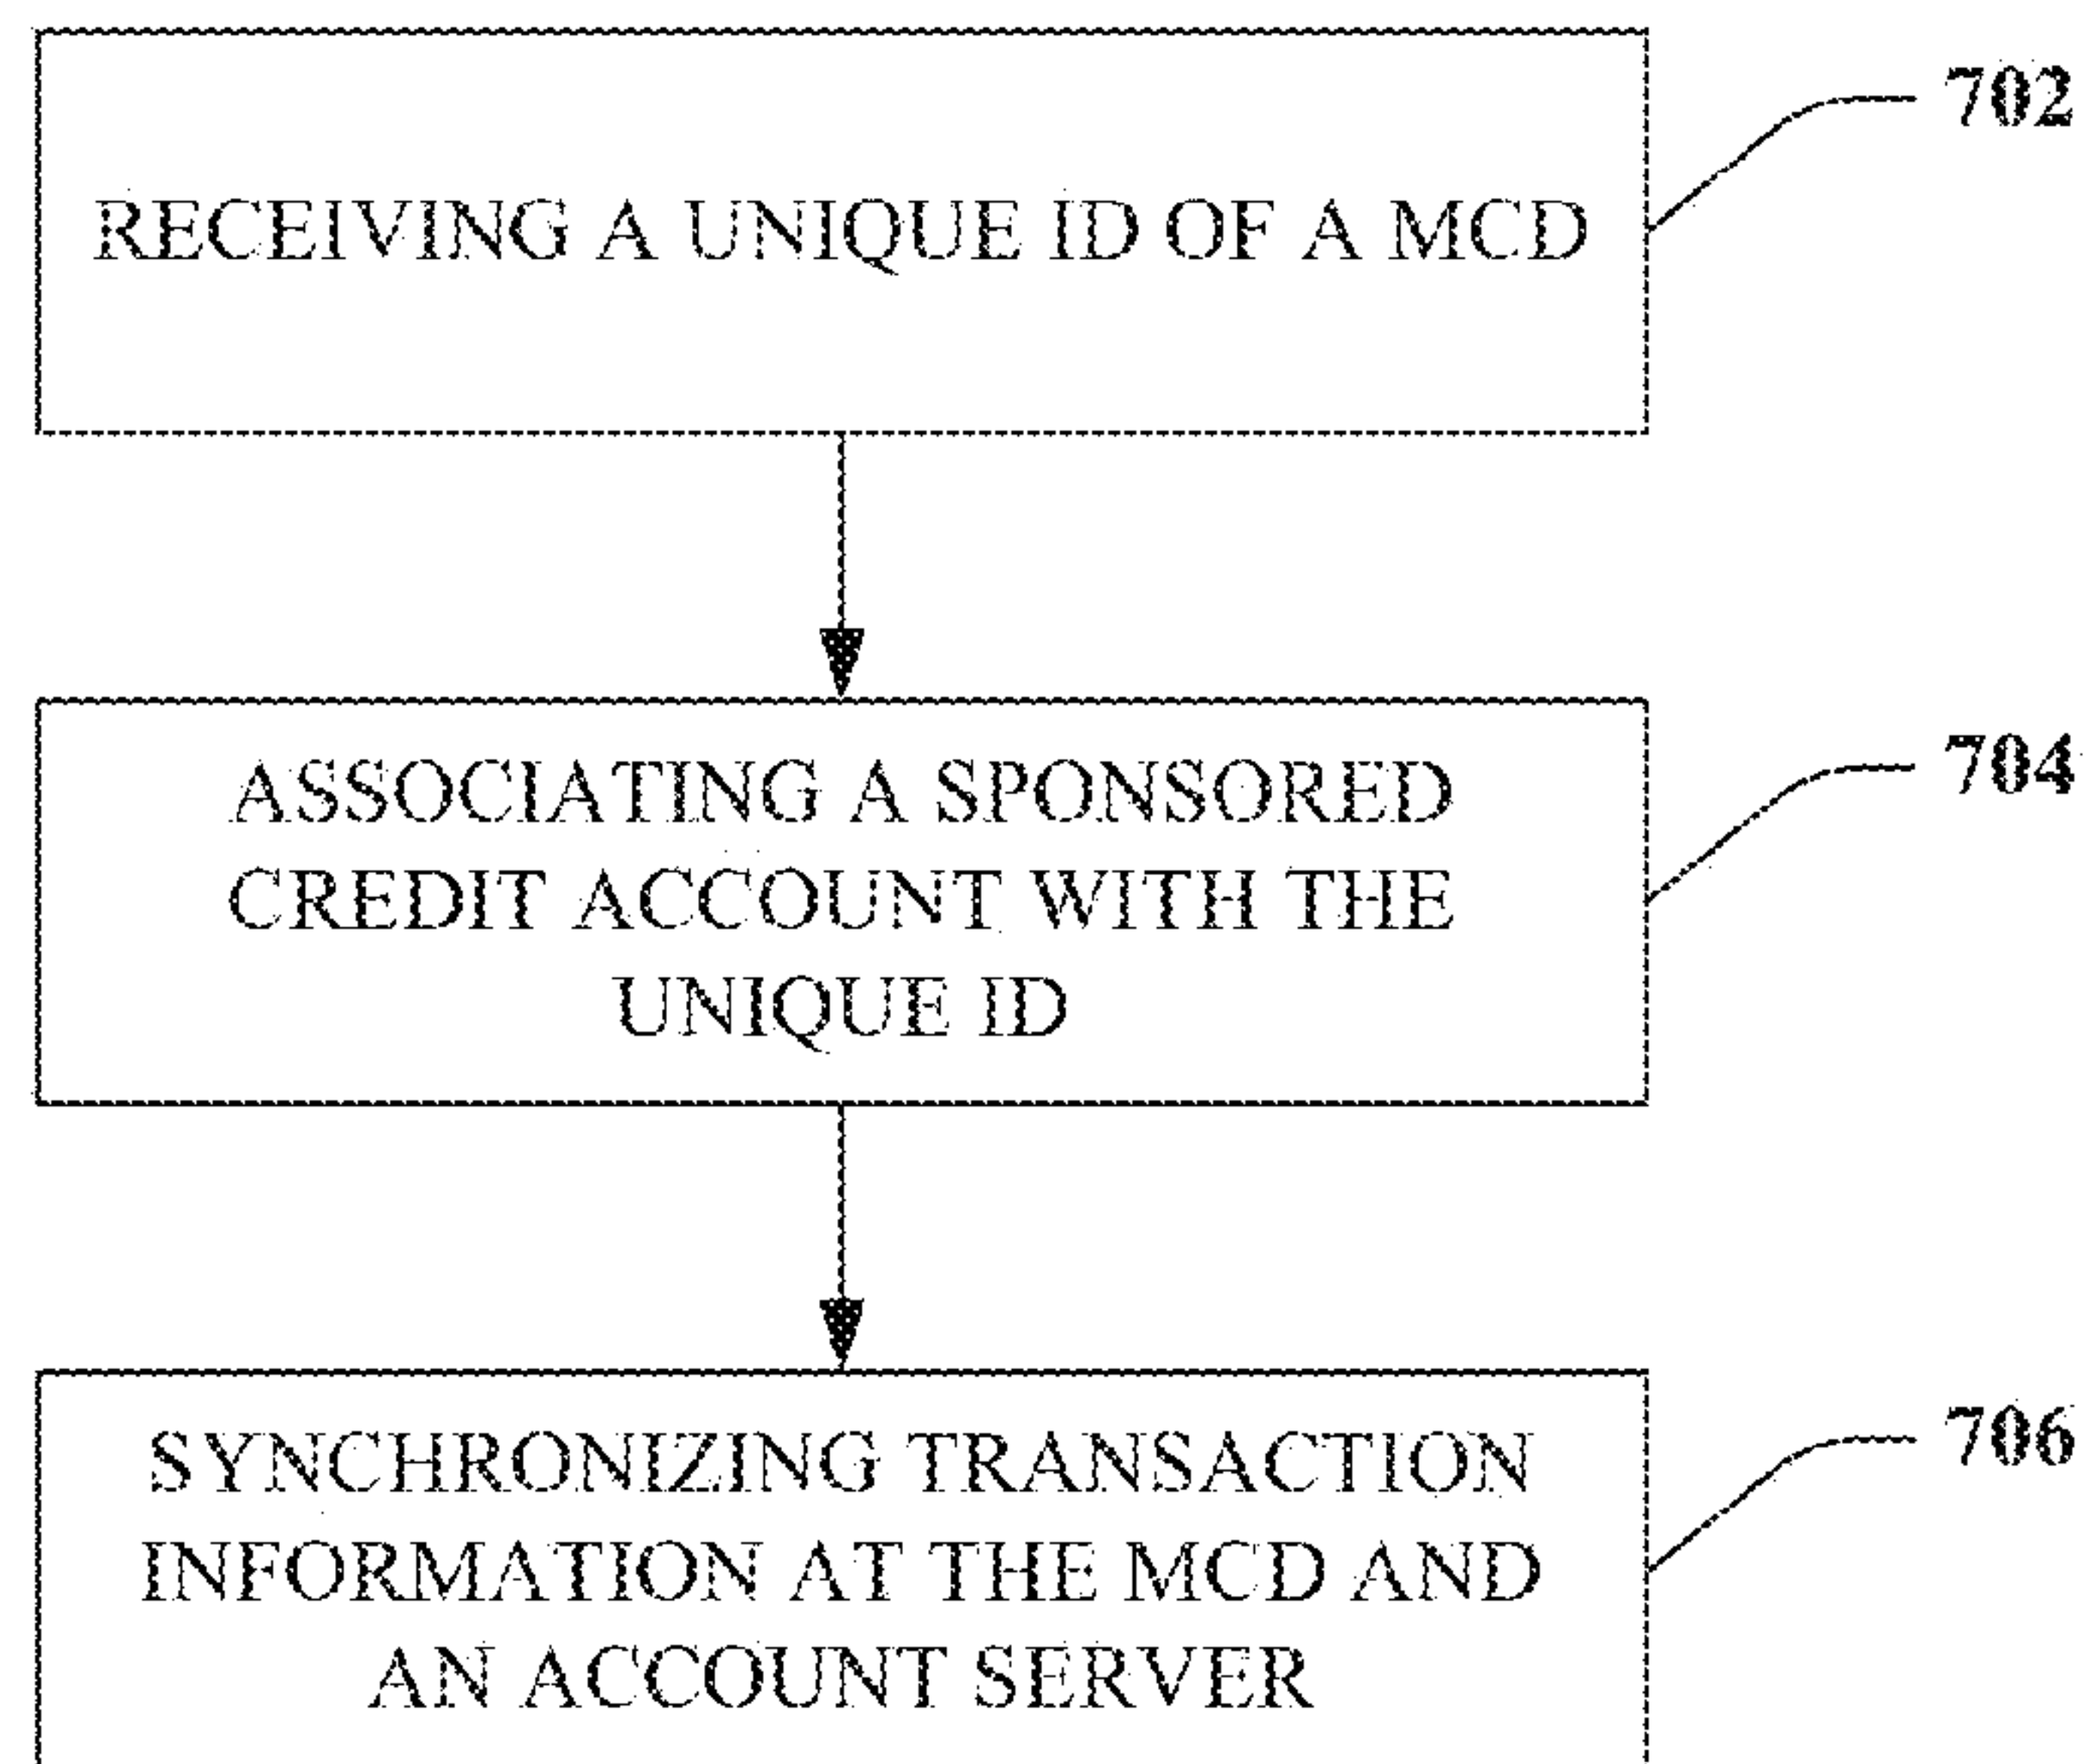 RECEIVING A UNIQUE ID OF A MCD
702
ASSOCIATING A SPONSORED
CREDIT ACCOUNT WITH THE
UNIQUE ID
704
SYNCHRONIZING TRANSACTION
INFORMATION AT THE MCD AND
AN ACCOUNT SERVER
706